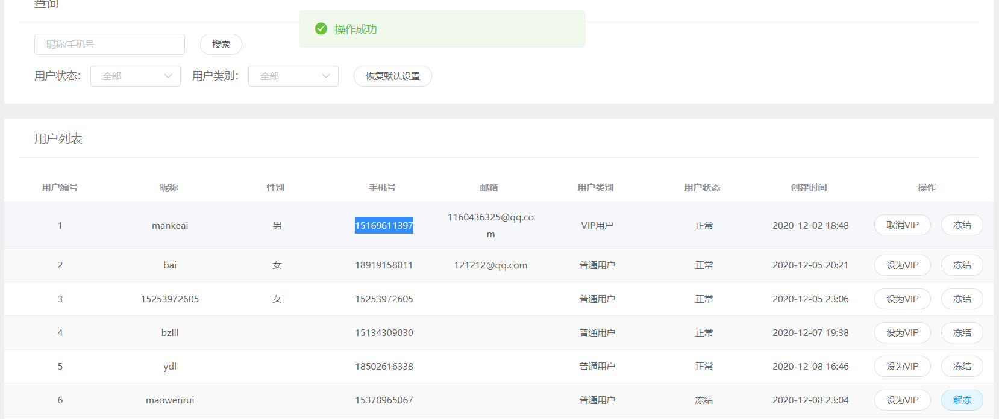 查询
操作成功
昵称/手机号 搜索
用户状态： 全部 用户类别： 全部 恢复默认设置
用户列表
用户编号 昵称 性别 手机号 邮箱 用户类别 用户状态 创建时间 操作
1 mankeai 男 15169611397 1160436325@qq.co VIP用户 正常 2020-12-02 18:48 取消VIP 冻结
m
2 bai 女 18919158811 121212@qq.com 普通用户 正常 2020-12-05 20:21 设为VIP 冻结
3 15253972605 女 15253972605 普通用户 正常 2020-12-05 23:06 设为VIP 冻结
4 bzlll 15134309030 普通用户 正常 2020-12-07 19:38 设为VIP 冻结
5 ydl 18502616338 普通用户 正常 2020-12-08 16:46 设为VIP 冻结
6 maowenrui 15378965067 普通用户 冻结 2020-12-08 23:04 设为VIP 解冻